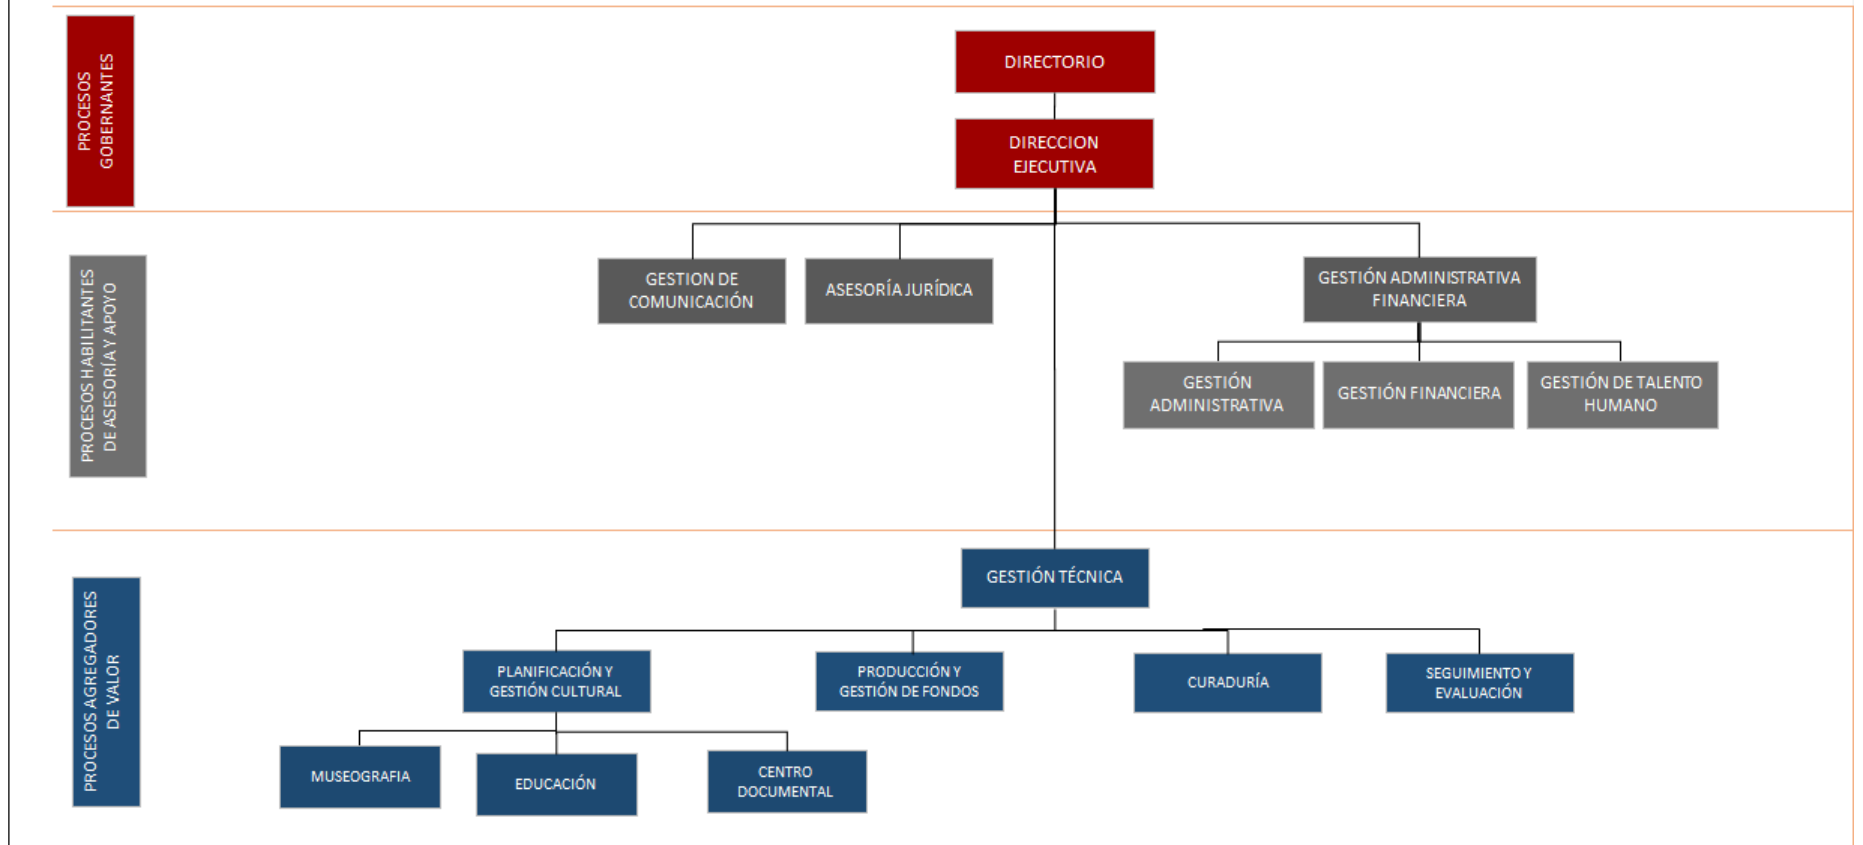 PROCESOS
GOBERNANTES
DIRECTORIO
DIRECCION
EJECUTIVA
PROCESOS HABILITANTES
DE ASESORÍA Y APOYO
GESTION DE
COMUNICACIÓN
ASESORÍA JURÍDICA
GESTIÓN ADMINISTRATIVA
FINANCIERA
GESTIÓN
ADMINISTRATIVA
GESTIÓN FINANCIERA
GESTIÓN DE TALENTO
HUMANO
PROCESOS AGREGADORES
DE VALOR
GESTIÓN TÉCNICA
PLANIFICACIÓN Y
GESTIÓN CULTURAL
PRODUCCIÓN Y
GESTIÓN DE FONDOS
CURADURÍA
SEGUIMIENTO Y
EVALUACIÓN
MUSEOGRAFIA
EDUCACIÓN
CENTRO
DOCUMENTAL